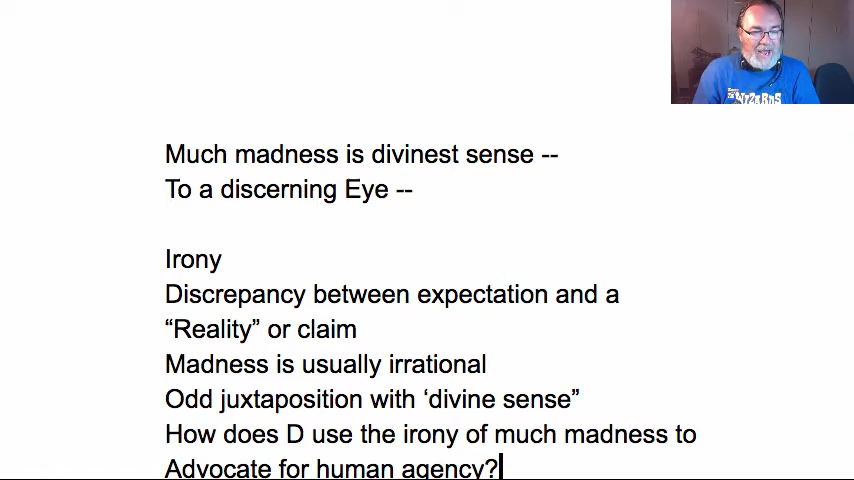 Much madness is divinest sense --
To a discerning Eye --
Irony
Discrepancy between expectation and a
“Reality” or claim
Madness is usually irrational
Odd juxtaposition with ‘divine sense”
How does D use the irony of much madness to
Advocate for human agency?
WIZARDS